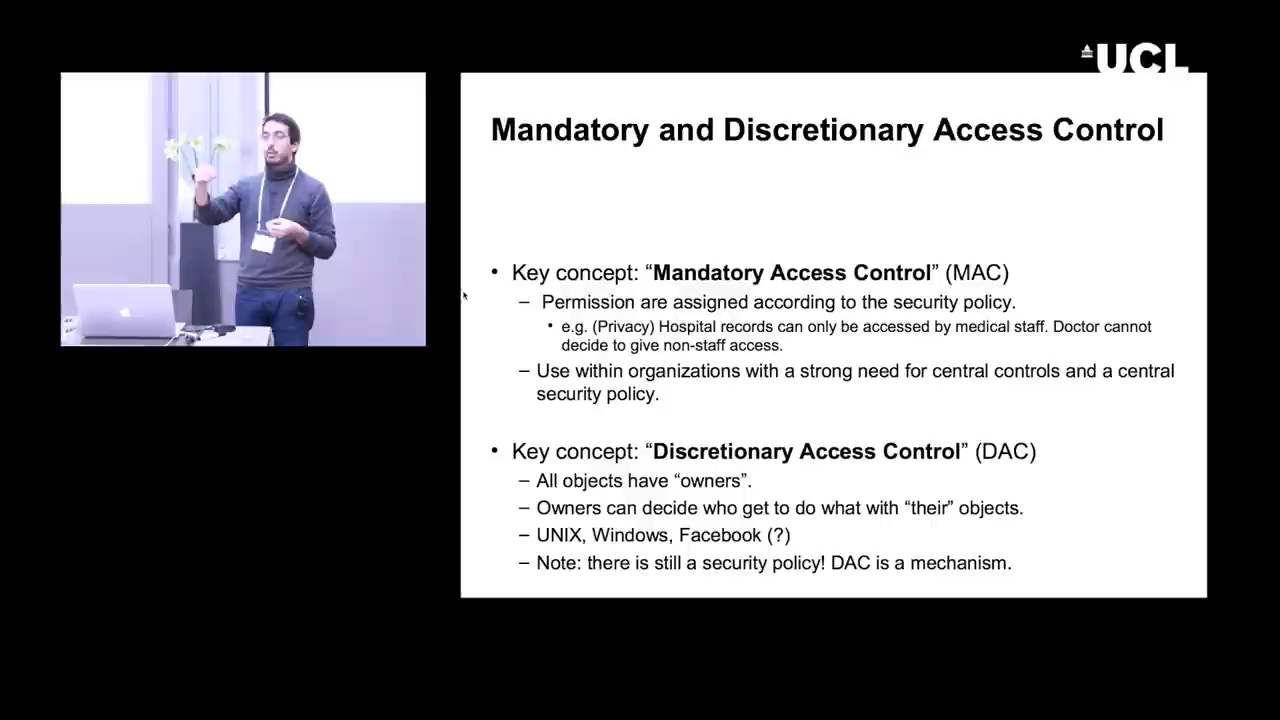 UCL
Mandatory and Discretionary Access Control
• Key concept: “Mandatory Access Control” (MAC)
– Permission are assigned according to the security policy.
• e.g. (Privacy) Hospital records can only be accessed by medical staff. Doctor cannot
decide to give non-staff access.
– Use within organizations with a strong need for central controls and a central
security policy.
• Key concept: “Discretionary Access Control” (DAC)
– All objects have “owners”.
– Owners can decide who get to do what with “their” objects.
– UNIX, Windows, Facebook (?)
– Note: there is still a security policy! DAC is a mechanism.